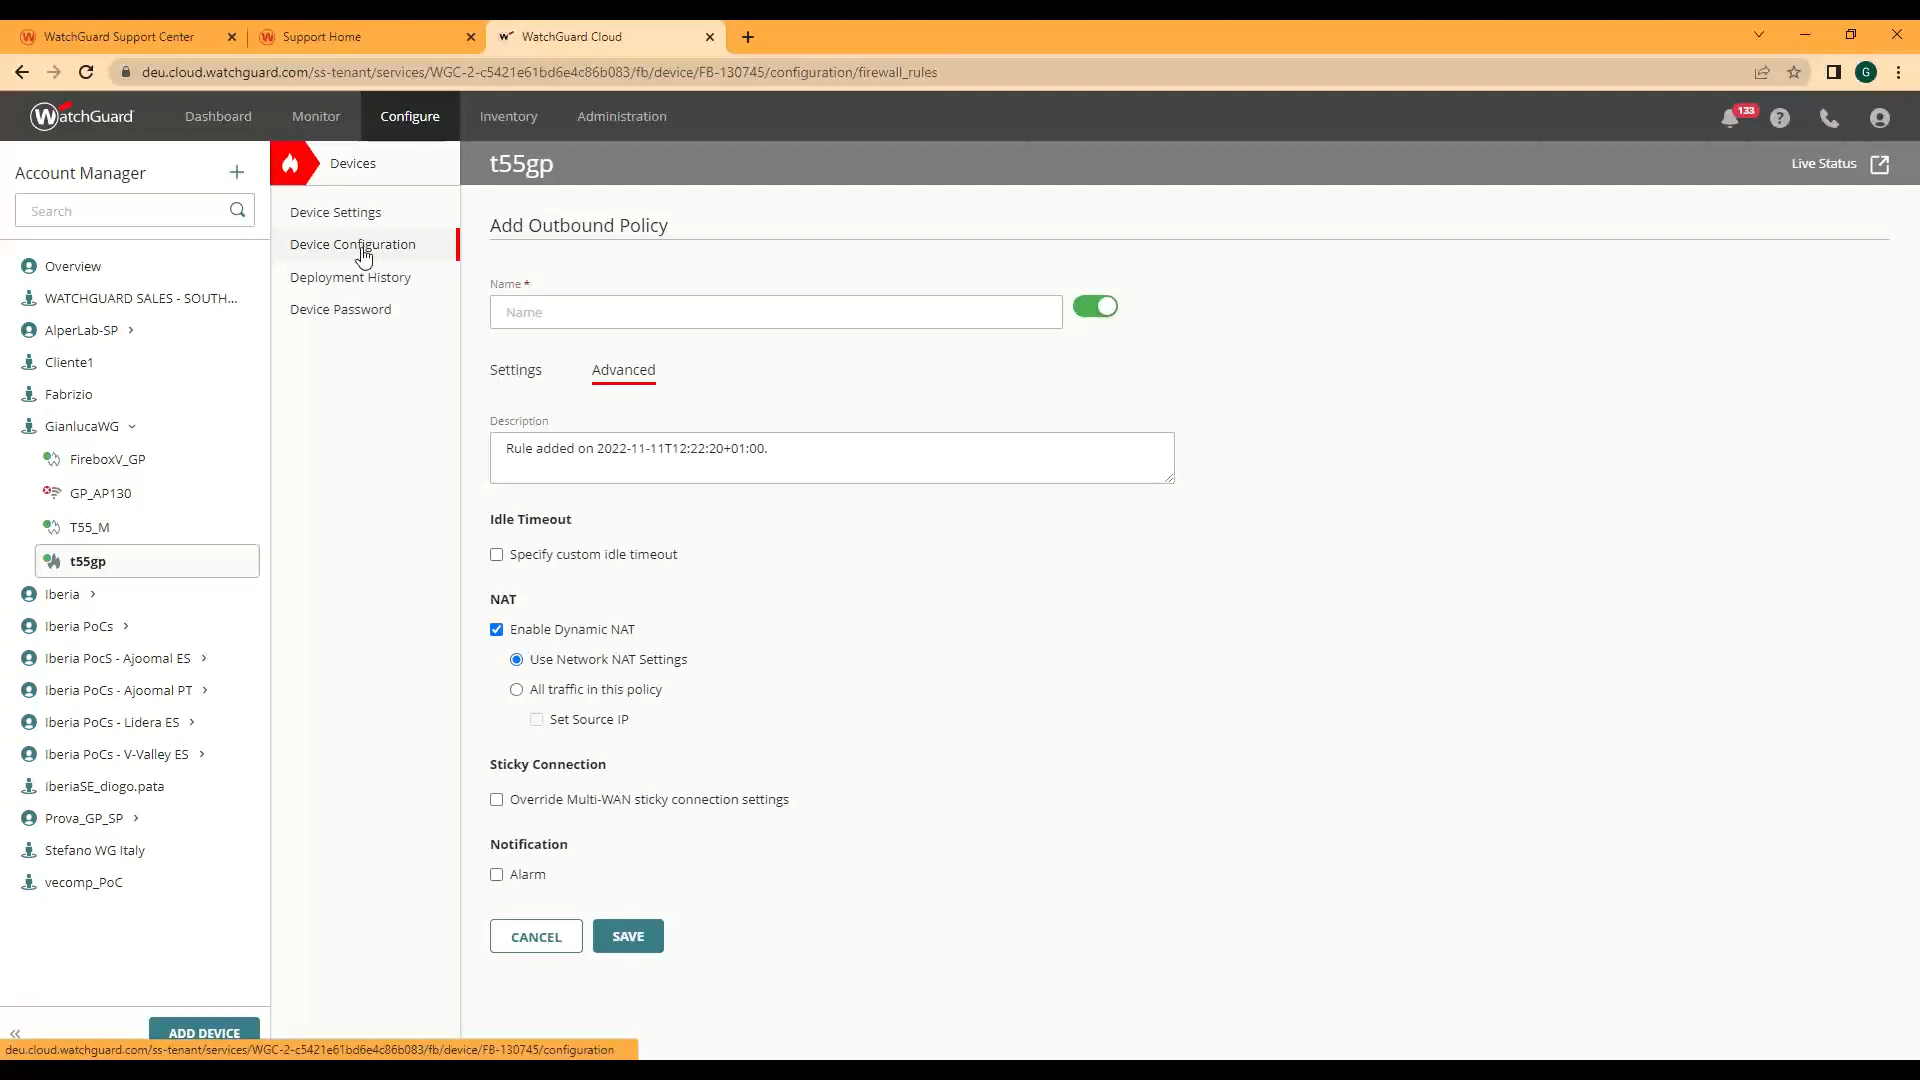 WatchGuard Support Center
Support Home
WatchGuard Cloud
deu.cloud.watchguard.com/ss-tenant/services/WGC-2-c5421e61bd6e4c86b083/fb/device/FB-130745/configuration/firewall_rules
G
WatchGuard
Dashboard
Monitor
Configure
Inventory
Administration
133
Account Manager
Search
Overview
WATCHGUARD SALES - SOUTH...
AlperLab-SP
Cliente1
Fabrizio
GianlucaWG
FireboxV_GP
GP_AP130
T55_M
t55gp
Iberia
Iberia PoCs
Iberia PocS - Ajoomal ES
Iberia PoCs - Ajoomal PT
Iberia PoCs - Lidera ES
Iberia PoCs - V-Valley ES
IberiaSE_diogo.pata
Prova_GP_SP
Stefano WG Italy
vecomp_PoC
ADD DEVICE
deu.cloud.watchguard.com/ss-tenant/services/WGC-2-c5421e61bd6e4c86b083/fb/device/FB-130745/configuration
Devices
Device Settings
Device Configuration
Deployment History
Device Password
t55gp
Live Status
Add Outbound Policy
Name *
Name
Settings
Advanced
Description
Rule added on 2022-11-11T12:22:20+01:00.
Idle Timeout
Specify custom idle timeout
NAT
Enable Dynamic NAT
Use Network NAT Settings
All traffic in this policy
Set Source IP
Sticky Connection
Override Multi-WAN sticky connection settings
Notification
Alarm
CANCEL
SAVE